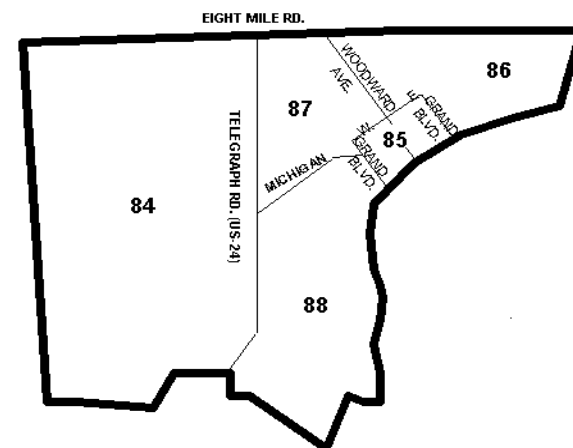 EIGHT MILE RD.
86
WOODWARD
AVE.
E GRAND
BLVD.
87
85
W GRAND
BLVD.
MICHIGAN
TELEGRAPH RD. (US-24)
84
88